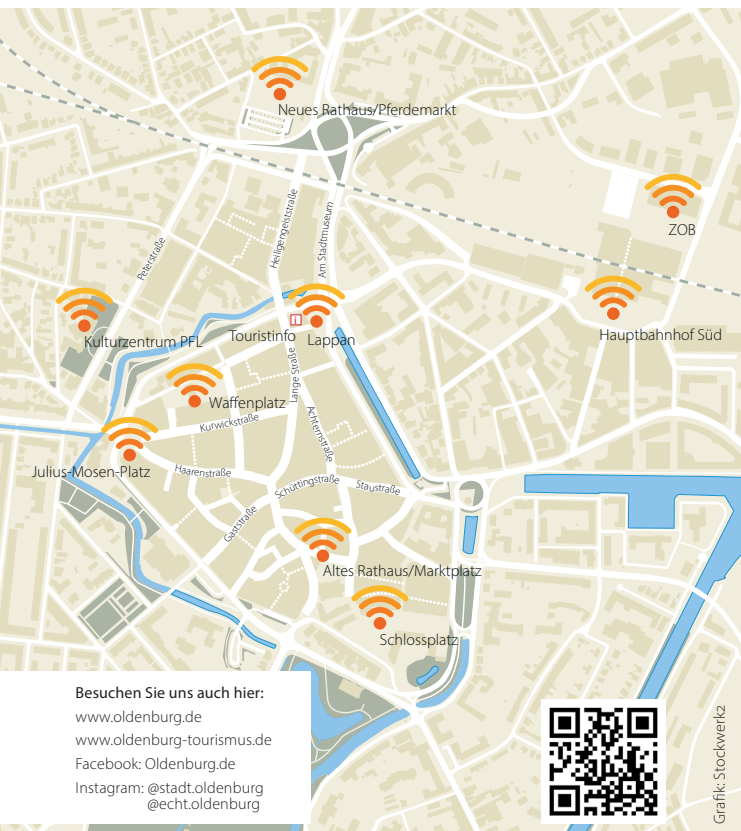 Neues Rathaus/Pferdemarkt
ZOB
Heiligengeiststraße
Am Stadtmuseum
Peterstraße
Hauptbahnhof Süd
Kulturzentrum PFL
Touristinfo
i
Lappan
Lange Straße
Waffenplatz
Achternstraße
Kurwickstraße
Julius-Mosen-Platz
Haarenstraße
Schüttingstraße
Staustraße
Gaststraße
Altes Rathaus/Marktplatz
Schlossplatz
Besuchen Sie uns auch hier:
www.oldenburg.de
www.oldenburg-tourismus.de
Facebook: Oldenburg.de
Instagram: @stadt.oldenburg
@echt.oldenburg
Grafik: Stockwerk2